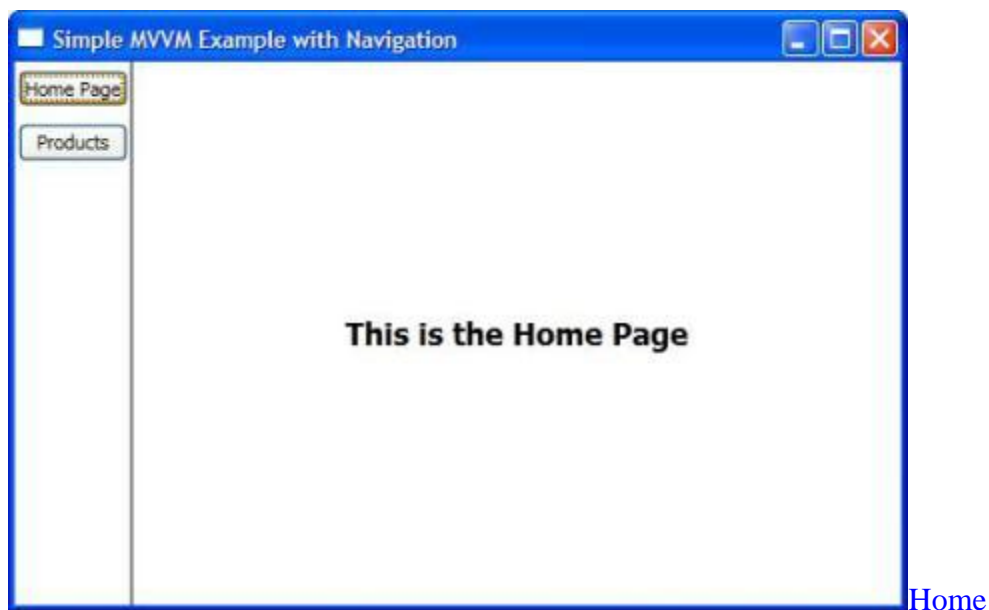 Simple MVVM Example with Navigation
Home Page
Products
This is the Home Page
Home